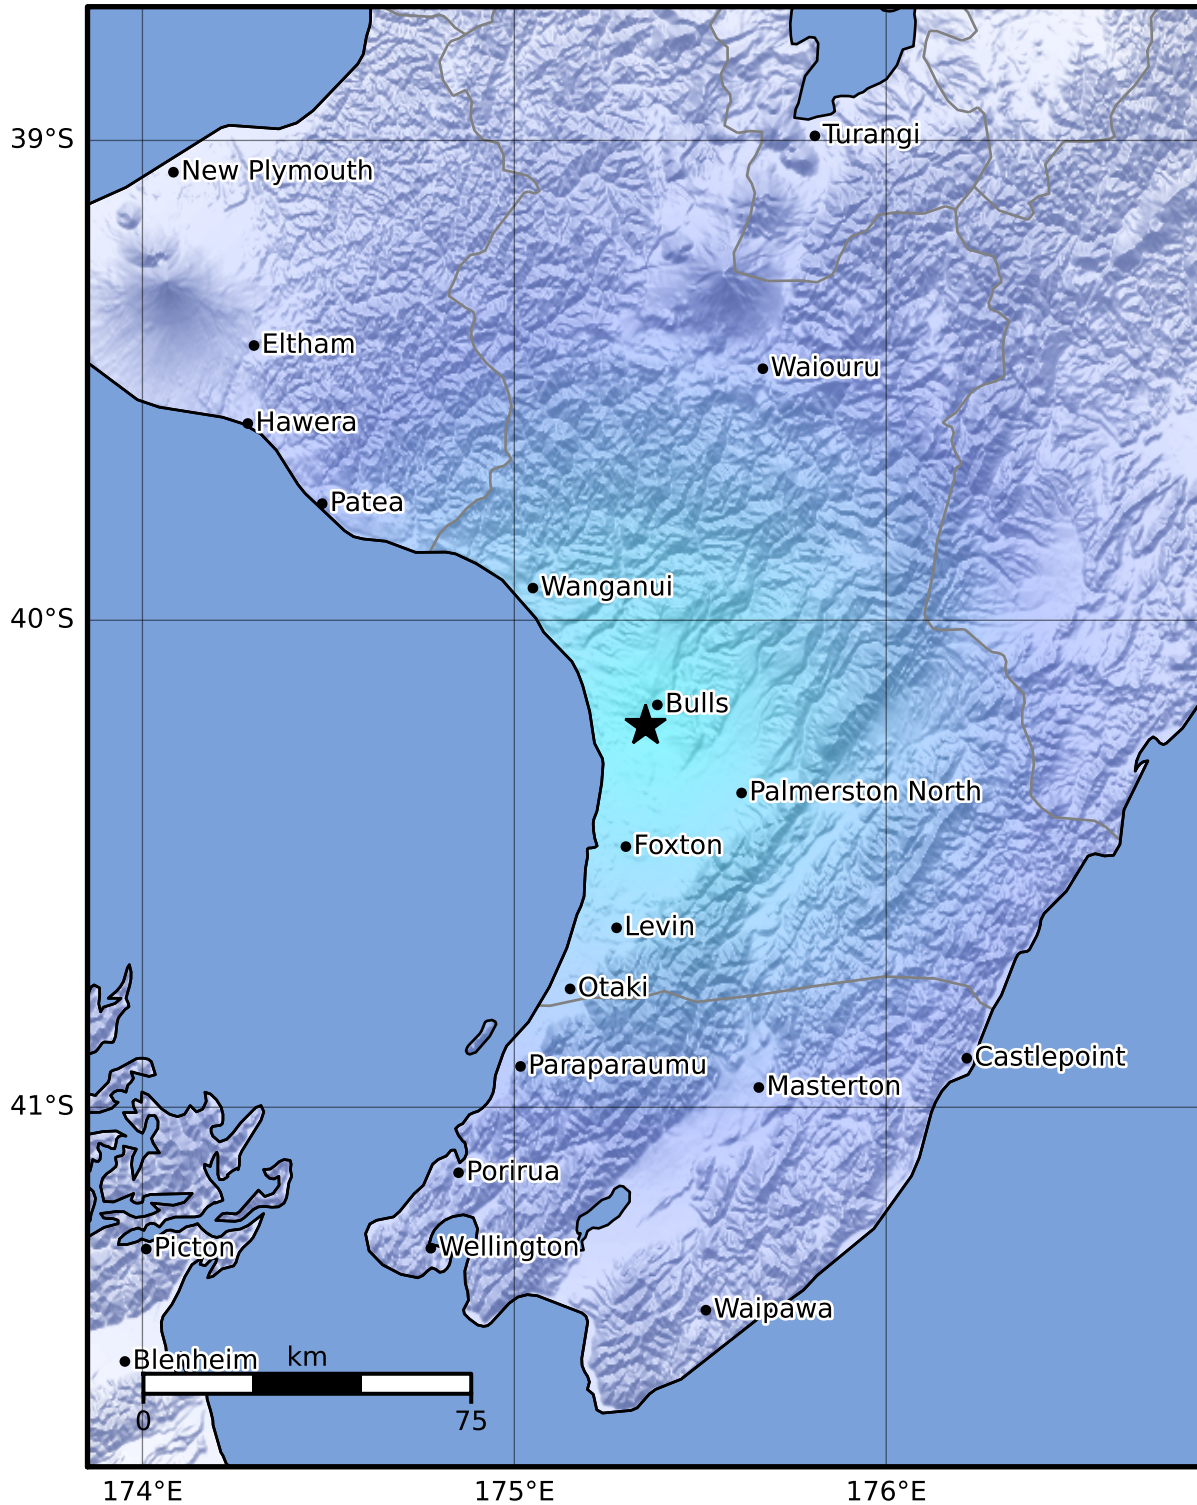 Turangi
39°S
New Plymouth
Eltham
Waiouru
Hawera
Patea
Wanganui
40°S
Bulls
Palmerston North
Foxton
Levin
Otaki
Castlepoint
Paraparaumu
Masterton
41°S
Porirua
Picton
Wellington
Waipawa
Blenheim
km
0 75
174°E 175°E 176°E